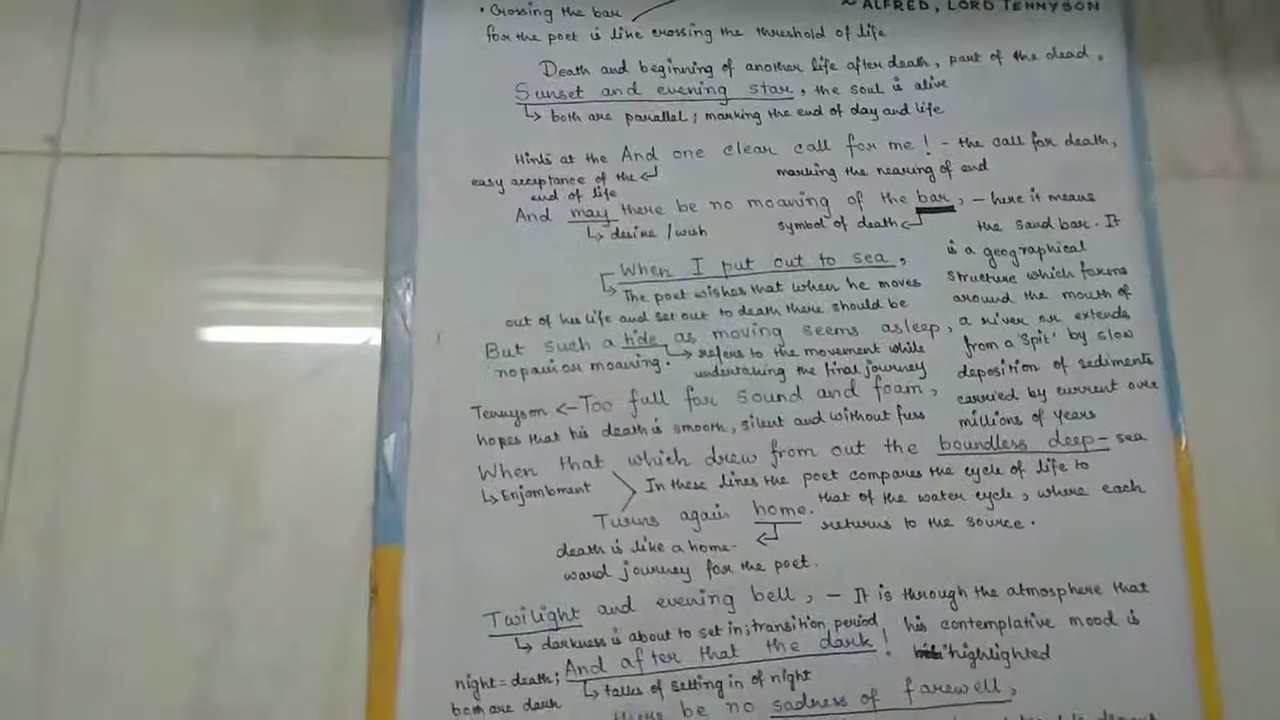 • Crossing the bar ~ ALFRED, LORD TENNYSON
for the poet is like crossing the threshold of life
Death and beginning of another life after death, part of the dead,
Sunset and evening star, the soul is alive
↳ both are parallel; marking the end of day and life
Hints at the And one clear call for me! - the call for death,
easy acceptance of the ↲ marking the nearing of end
end of life
And may there be no moaning of the bar, - here it means
↳ desire / wish symbol of death ↲ the sand bar. It
is a geographical
When I put out to sea, structure which forms
↳ The poet wishes that when he moves around the mouth of
out of his life and set out to death there should be
But such a tide as moving seems asleep, a river or extends
no pain or moaning. ↳ refers to the movement while from a 'spit' by slow
undertaking the final journey deposition of sediments
Tennyson <- Too full for sound and foam, carried by current over
hopes that his death is smooth, silent and without fuss millions of years
When that which drew from out the boundless deep - sea
↳ Enjambment In these lines the poet compares the cycle of life to
Turns again home. that of the water cycle, where each
↲ returns to the source.
death is like a home-
ward journey for the poet.
Twilight and evening bell, - It is through the atmosphere that
↳ darkness is about to set in; transition period his contemplative mood is
And after that the dark! highlighted
night = death; ↳ talks of setting in of night
both are dark
there be no sadness of farewell,